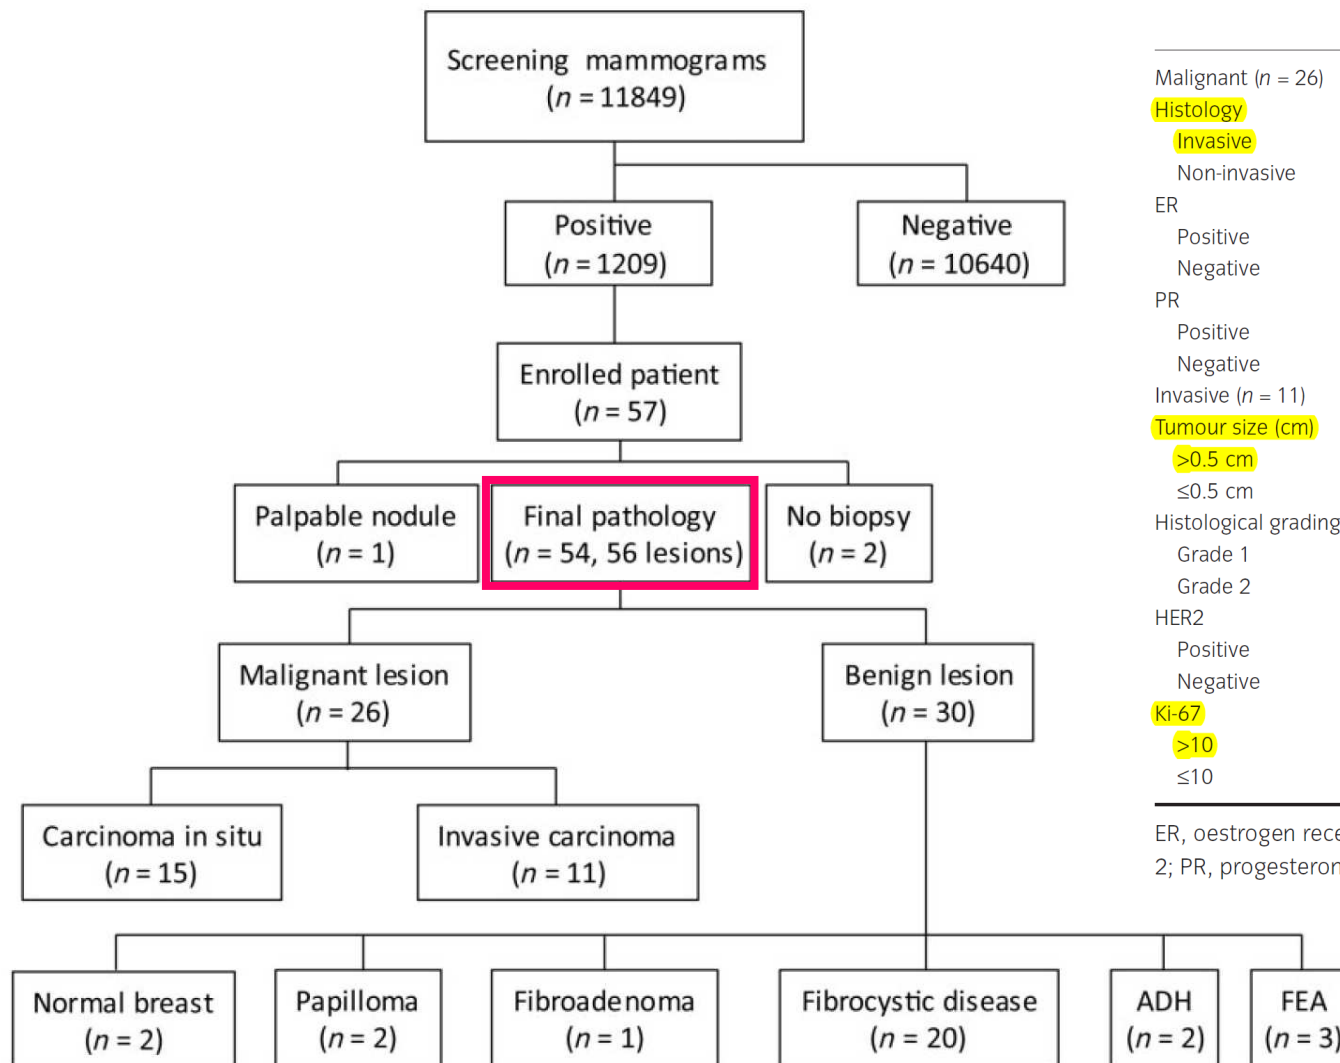 Screening mammograms
(n = 11849)
Positive
(n = 1209)
Negative
(n = 10640)
Enrolled patient
(n = 57)
Palpable nodule
(n = 1)
Final pathology
(n = 54, 56 lesions)
No biopsy
(n = 2)
Malignant lesion
(n = 26)
Benign lesion
(n = 30)
Carcinoma in situ
(n = 15)
Invasive carcinoma
(n = 11)
Normal breast
(n = 2)
Papilloma
(n = 2)
Fibroadenoma
(n = 1)
Fibrocystic disease
(n = 20)
ADH
(n = 2)
FEA
(n = 3)
Malignant (n = 26)
Histology
Invasive
Non-invasive
ER
Positive
Negative
PR
Positive
Negative
Invasive (n = 11)
Tumour size (cm)
>0.5 cm
≤0.5 cm
Histological grading
Grade 1
Grade 2
HER2
Positive
Negative
Ki-67
>10
≤10
ER, oestrogen rece
2; PR, progesteron